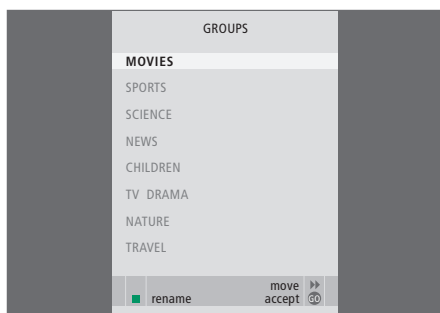 GROUPS
MOVIES
SPORTS
SCIENCE
NEWS
CHILDREN
TV DRAMA
NATURE
TRAVEL
move
rename accept GO